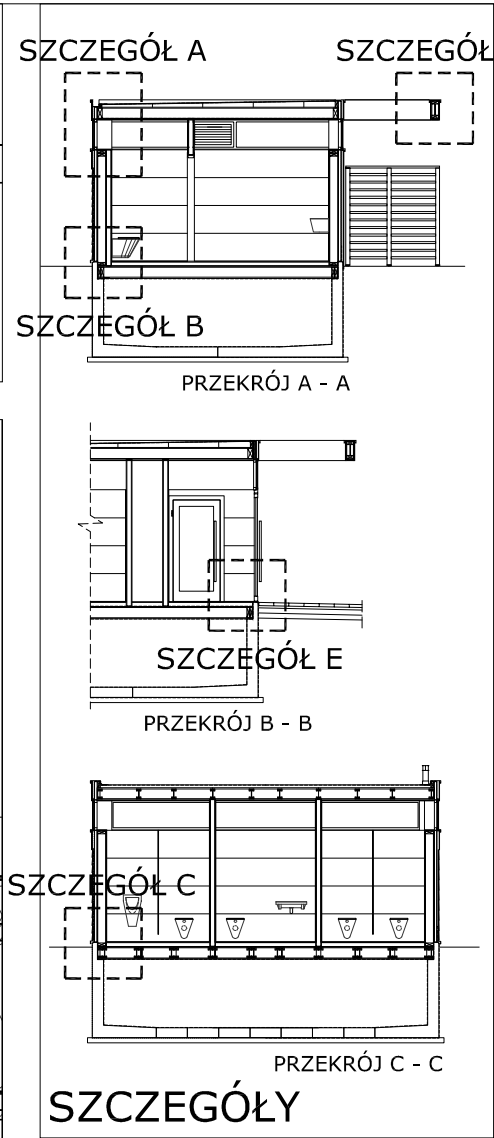 SZCZEGÓŁ A
SZCZEGÓŁ
SZCZEGÓŁ B
PRZEKRÓJ A - A
SZCZEGÓŁ E
PRZEKRÓJ B - B
SZCZEGÓŁ C
PRZEKRÓJ C - C
SZCZEGÓŁY